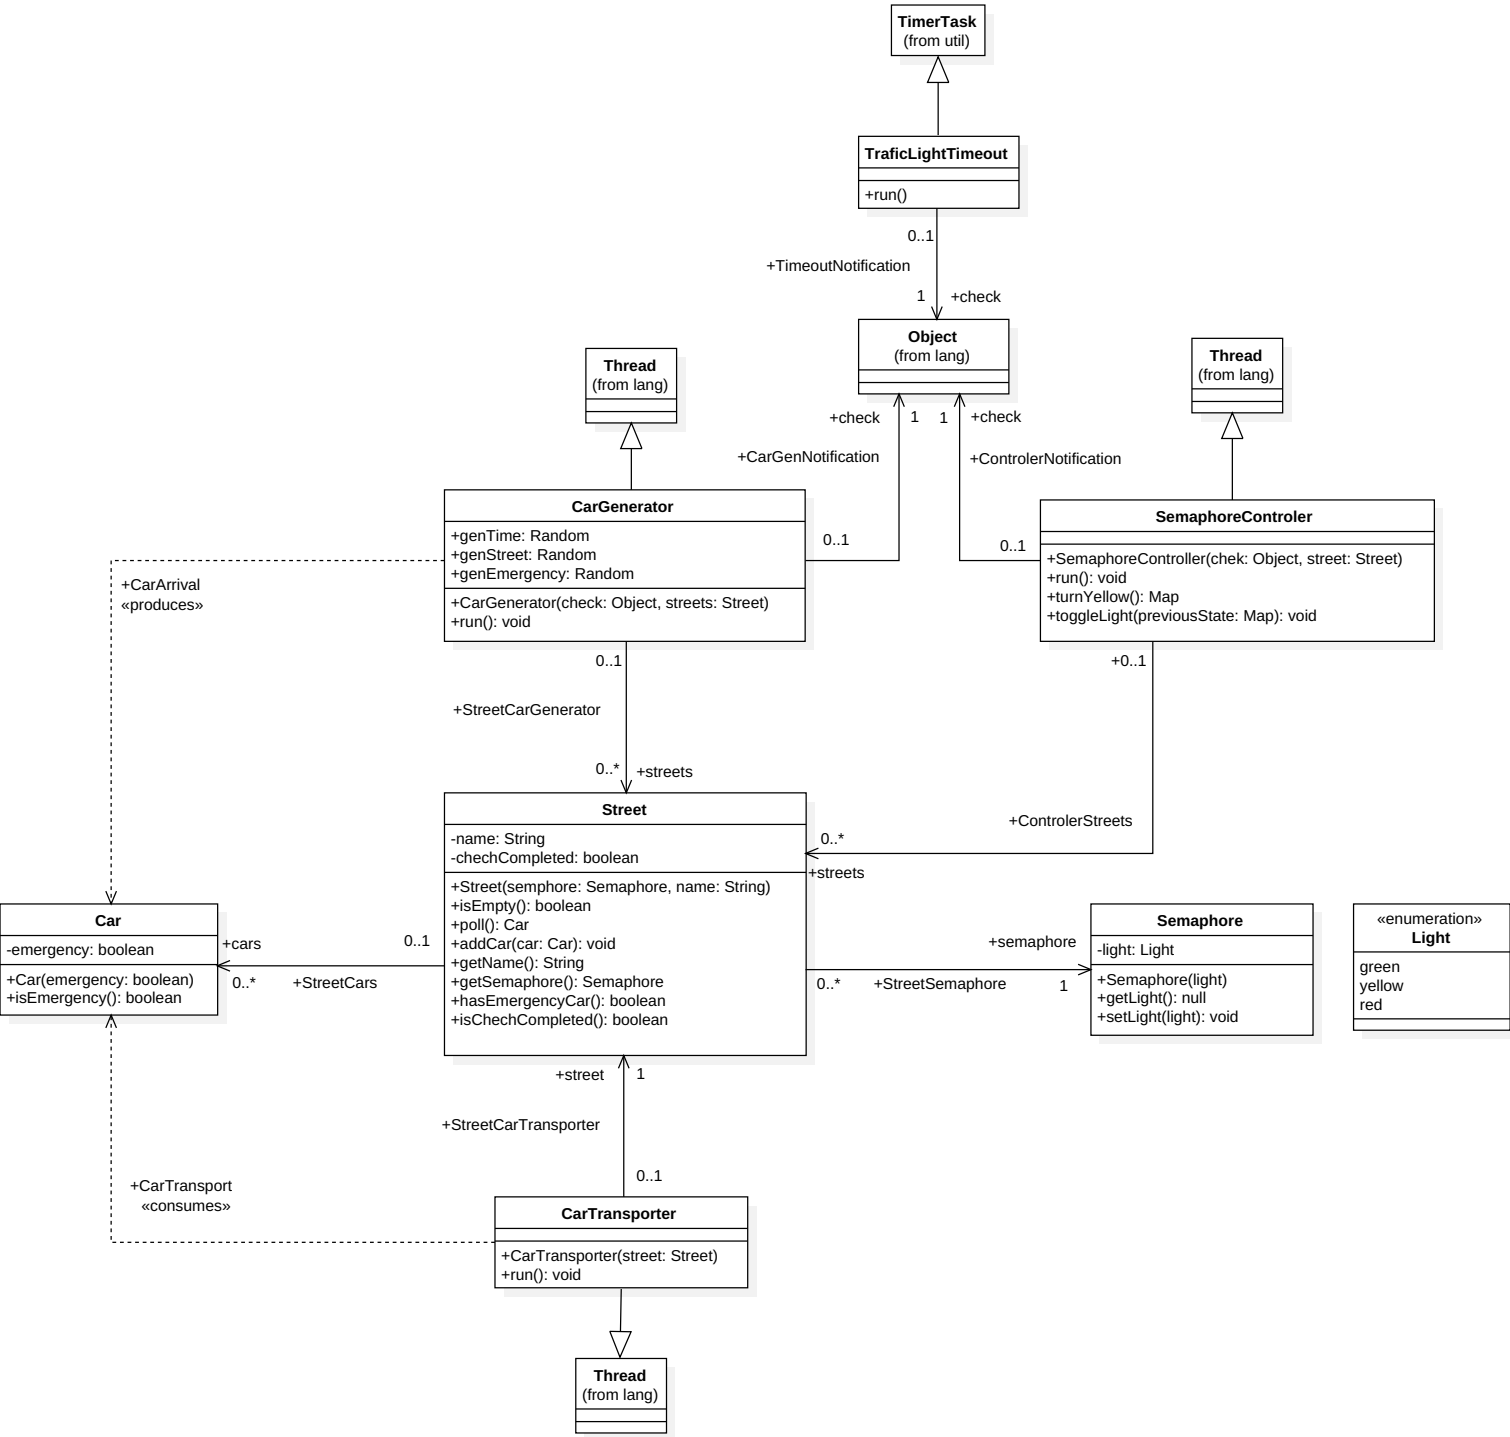 TimerTask
(from util)
TraficLightTimeout
+run()
0..1
+TimeoutNotification
1
+check
Object
(from lang)
Thread
(from lang)
Thread
(from lang)
+check
1
1
+check
+CarGenNotification
+ControlerNotification
CarGenerator
+genTime: Random
+genStreet: Random
+genEmergency: Random
+CarGenerator(check: Object, streets: Street)
+run(): void
0..1
0..1
SemaphoreControler
+SemaphoreController(chek: Object, street: Street)
+run(): void
+turnYellow(): Map
+toggleLight(previousState: Map): void
+CarArrival
«produces»
0..1
+0..1
+StreetCarGenerator
0..*
+streets
Street
-name: String
-chechCompleted: boolean
+Street(semphore: Semaphore, name: String)
+isEmpty(): boolean
+poll(): Car
+addCar(car: Car): void
+getName(): String
+getSemaphore(): Semaphore
+hasEmergencyCar(): boolean
+isChechCompleted(): boolean
+ControlerStreets
0..*
+streets
Car
-emergency: boolean
+Car(emergency: boolean)
+isEmergency(): boolean
+cars
0..1
0..*
+StreetCars
+semaphore
0..*
+StreetSemaphore
1
Semaphore
-light: Light
+Semaphore(light)
+getLight(): null
+setLight(light): void
«enumeration»
Light
green
yellow
red
+street
1
+StreetCarTransporter
0..1
+CarTransport
«consumes»
CarTransporter
+CarTransporter(street: Street)
+run(): void
Thread
(from lang)